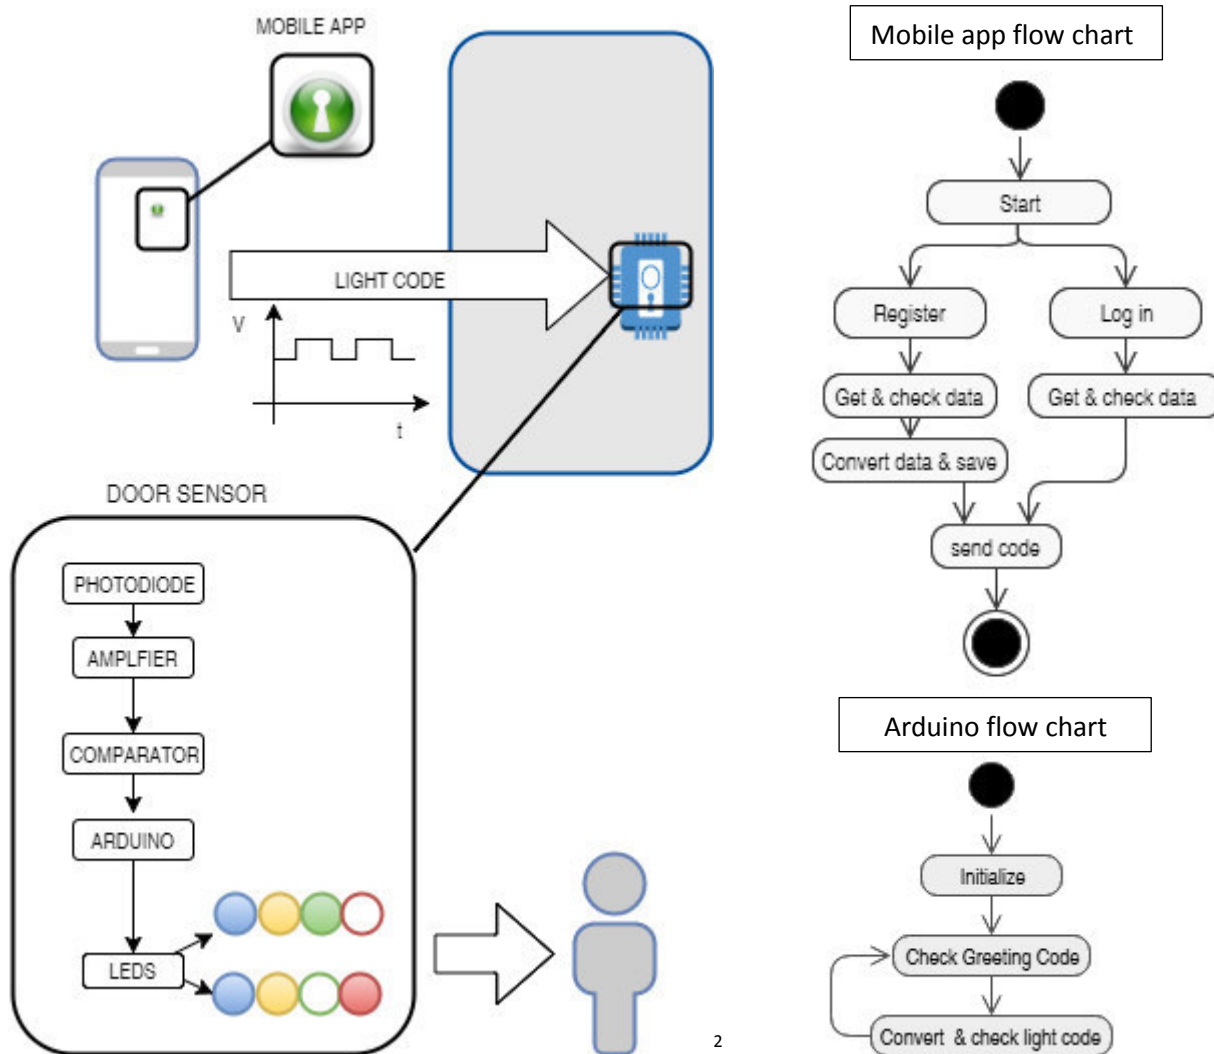 MOBILE APP
LIGHT CODE
V
t
DOOR SENSOR
PHOTODIODE
AMPLFIER
COMPARATOR
ARDUINO
LEDS
2
Mobile app flow chart
Start
Register
Log in
Get & check data
Get & check data
Convert data & save
send code
Arduino flow chart
Initialize
Check Greeting Code
Convert & check light code